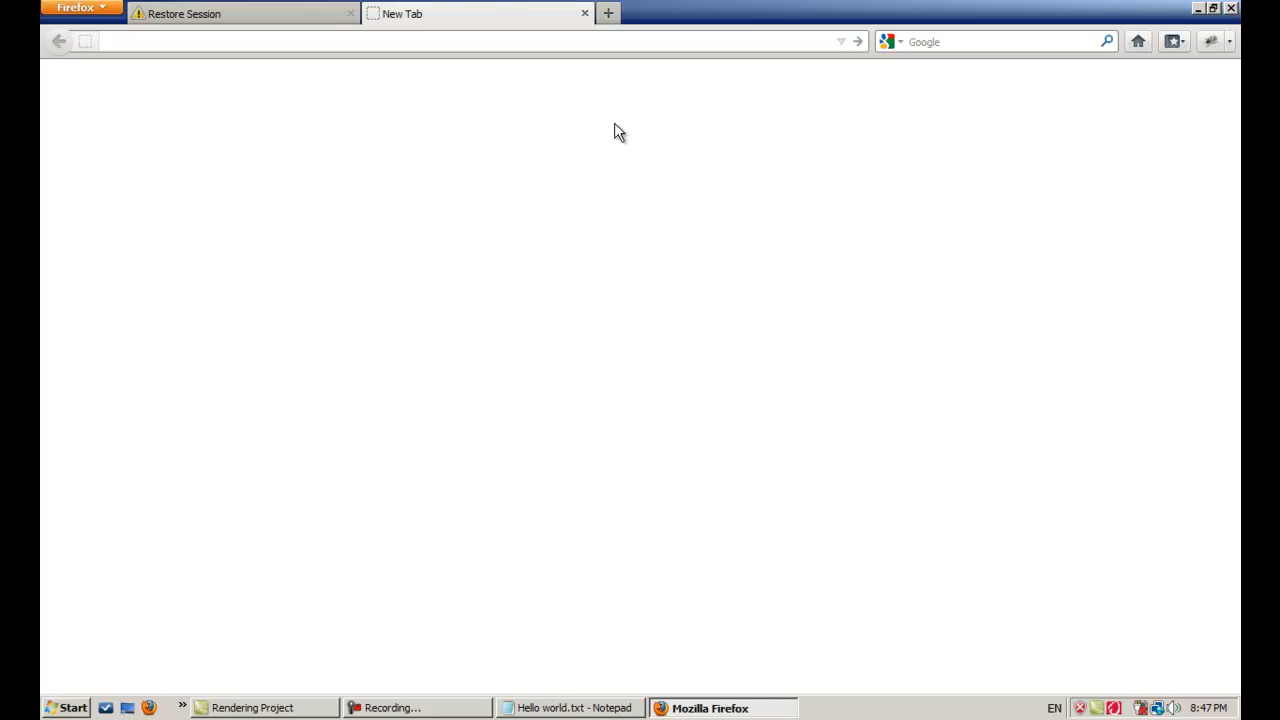 Firefox
Restore Session
New Tab
Google
Start
Rendering Project
Recording...
Hello world.txt - Notepad
Mozilla Firefox
EN
8:47 PM